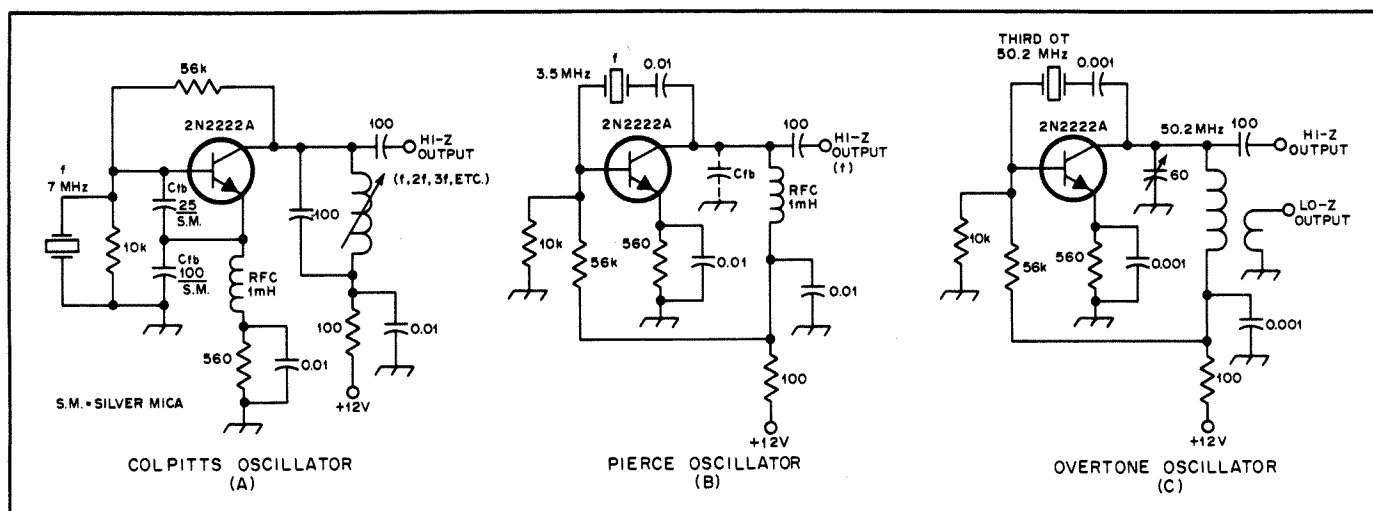 56k
2N2222A
100
HI-Z
OUTPUT
(f, 2f, 3f, ETC.)
f
7 MHz
Cfb
25
S.M.
100
10k
Cfb
100
S.M.
RFC
1mH
100
0.01
560
0.01
+12V
S.M. = SILVER MICA
COLPITTS OSCILLATOR
(A)
f
3.5 MHz
0.01
2N2222A
100
HI-Z
OUTPUT
(f)
Cfb
RFC
1mH
10k
56k
560
0.01
0.01
100
+12V
PIERCE OSCILLATOR
(B)
THIRD OT
50.2 MHz
0.001
2N2222A
50.2 MHz
100
HI-Z
OUTPUT
60
LO-Z
OUTPUT
10k
56k
560
0.001
0.001
100
+12V
OVERTONE OSCILLATOR
(C)